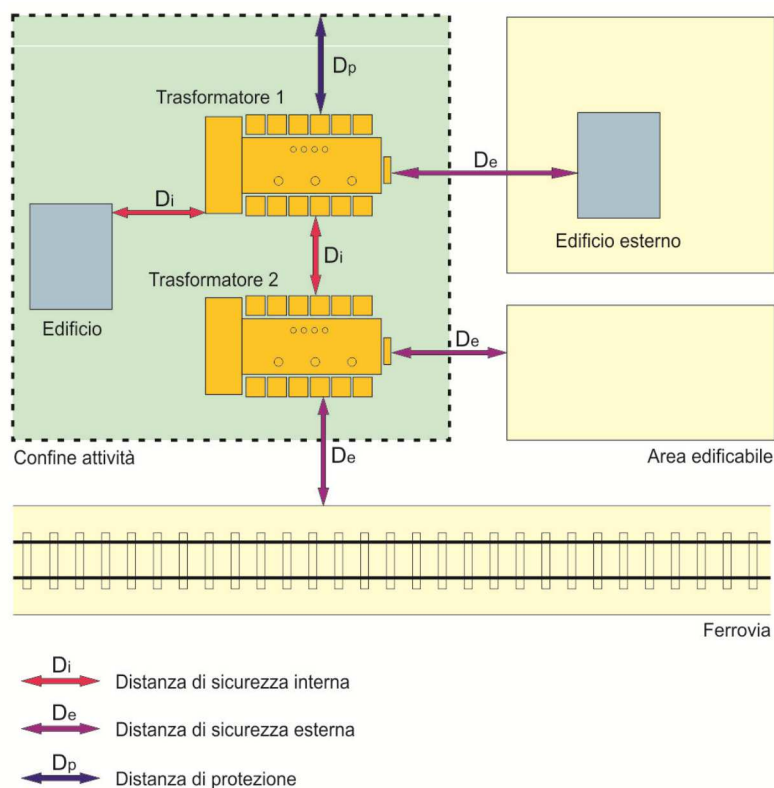 Dp
Trasformatore 1
De
Di
Edificio esterno
Di
Trasformatore 2
Edificio
De
Confine attività
De
Area edificabile
Ferrovia
Di
Distanza di sicurezza interna
De
Distanza di sicurezza esterna
Dp
Distanza di protezione